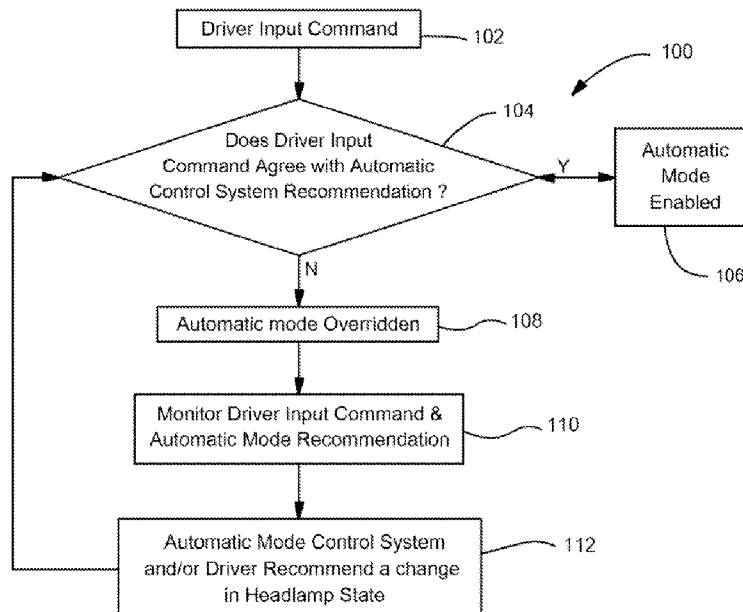 Driver Input Command
102
100
104
Does Driver Input
Command Agree with Automatic
Control System Recommendation ?
Y
Automatic
Mode
Enabled
106
N
Automatic mode Overridden
108
Monitor Driver Input Command &
Automatic Mode Recommendation
110
Automatic Mode Control System
and/or Driver Recommend a change
in Headlamp State
112